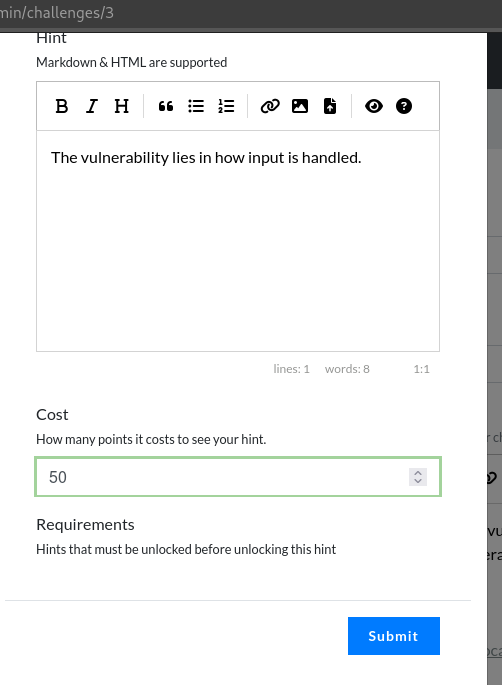 min/challenges/3
Hint
Markdown & HTML are supported
B I H
The vulnerability lies in how input is handled.
lines: 1 words: 8 1:1
Cost
How many points it costs to see your hint.
50
Requirements
Hints that must be unlocked before unlocking this hint
Submit